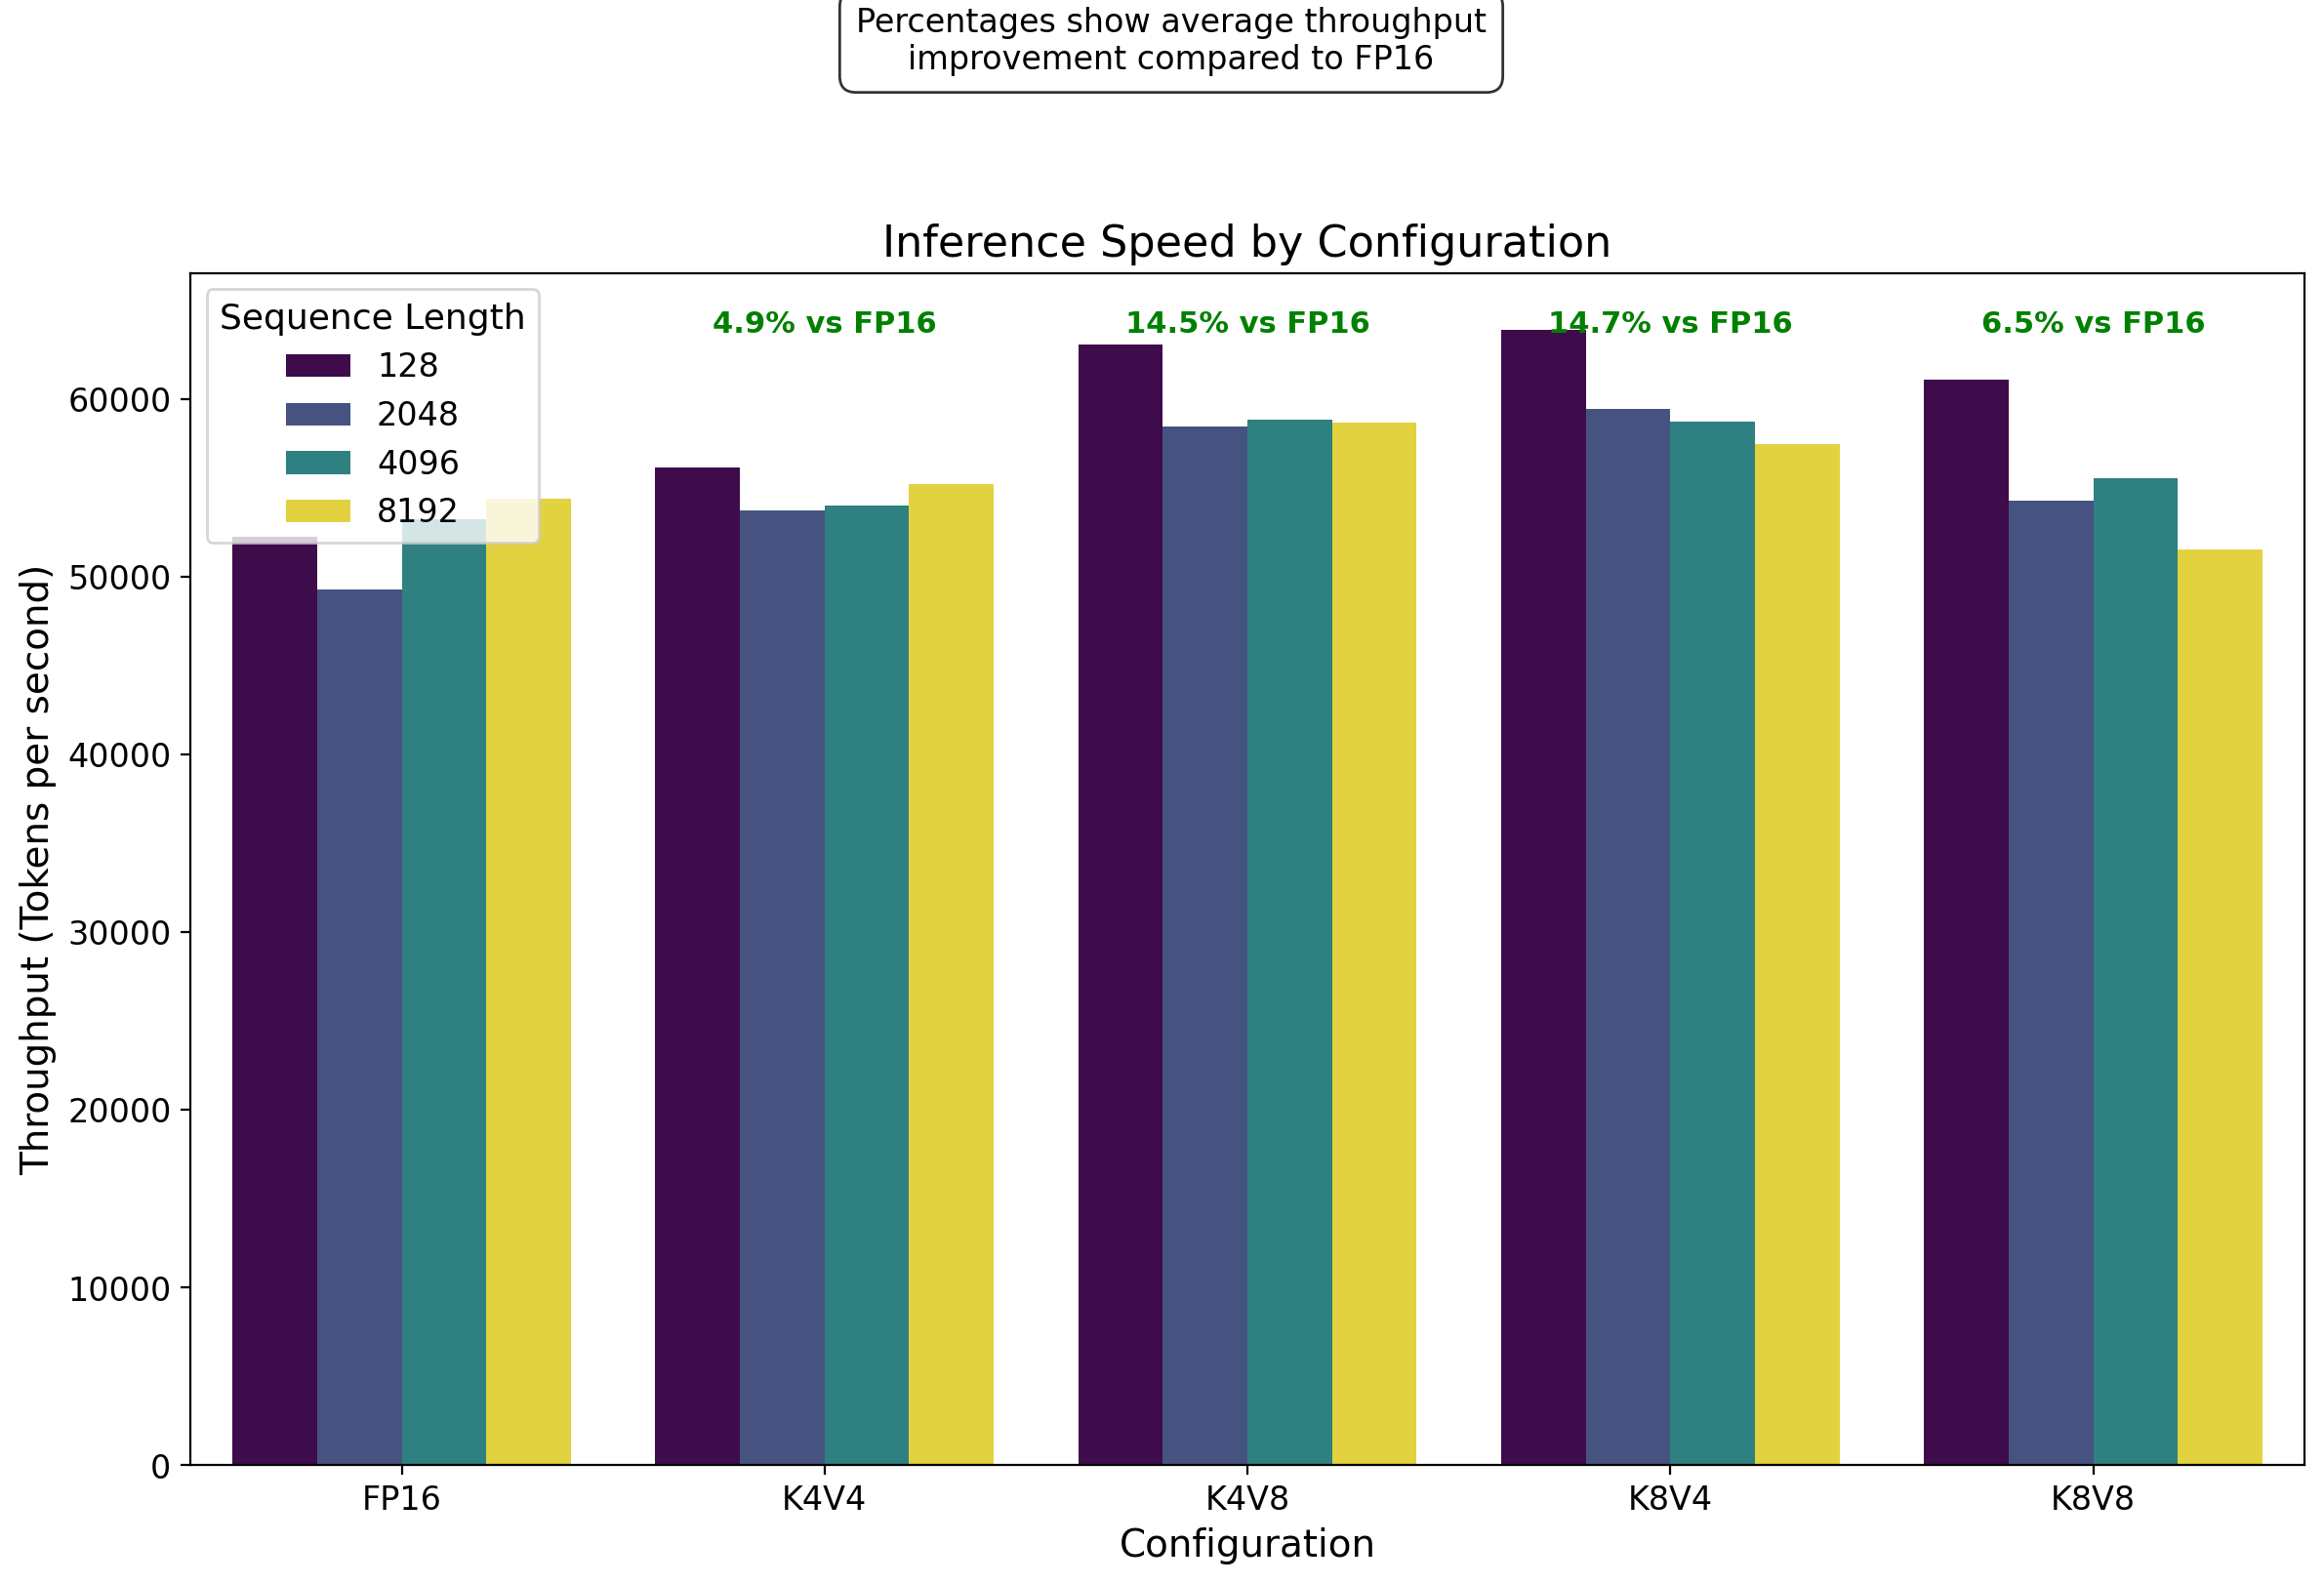 Percentages show average throughput
improvement compared to FP16
Inference Speed by Configuration
Sequence Length
128
2048
4096
8192
4.9% vs FP16
14.5% vs FP16
14.7% vs FP16
6.5% vs FP16
Throughput (Tokens per second)
60000
50000
40000
30000
20000
10000
0
FP16
K4V4
K4V8
K8V4
K8V8
Configuration